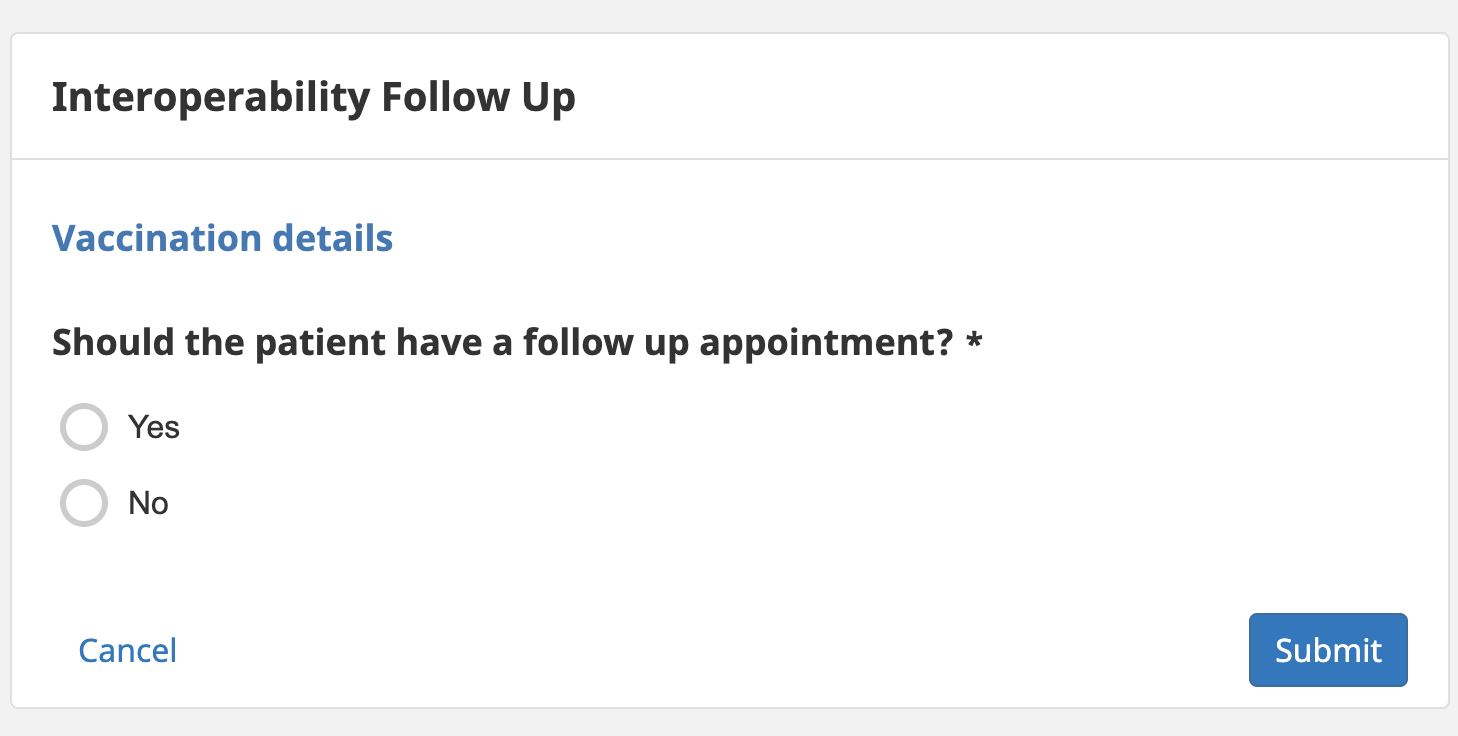 Interoperability Follow Up
Vaccination details
Should the patient have a follow up appointment? *
Yes
No
Cancel
Submit